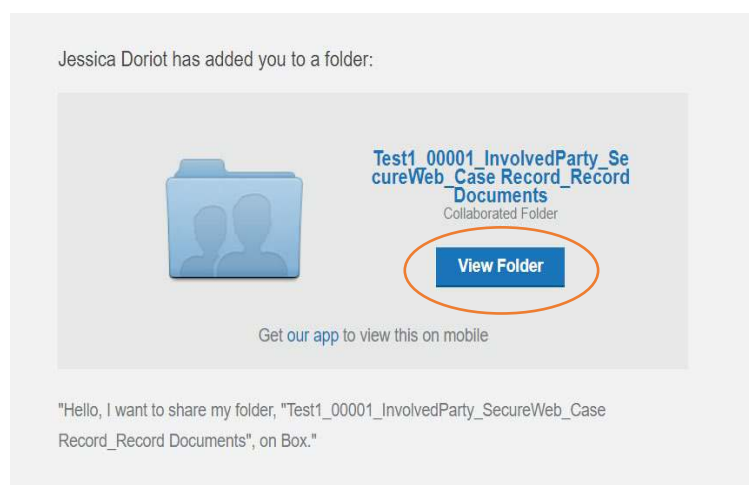 Jessica Doriot has added you to a folder:
Test1_00001_InvolvedParty_Se
cureWeb_Case Record_Record
Documents
Collaborated Folder
View Folder
Get our app to view this on mobile
"Hello, I want to share my folder, "Test1_00001_InvolvedParty_SecureWeb_Case
Record_Record Documents", on Box."